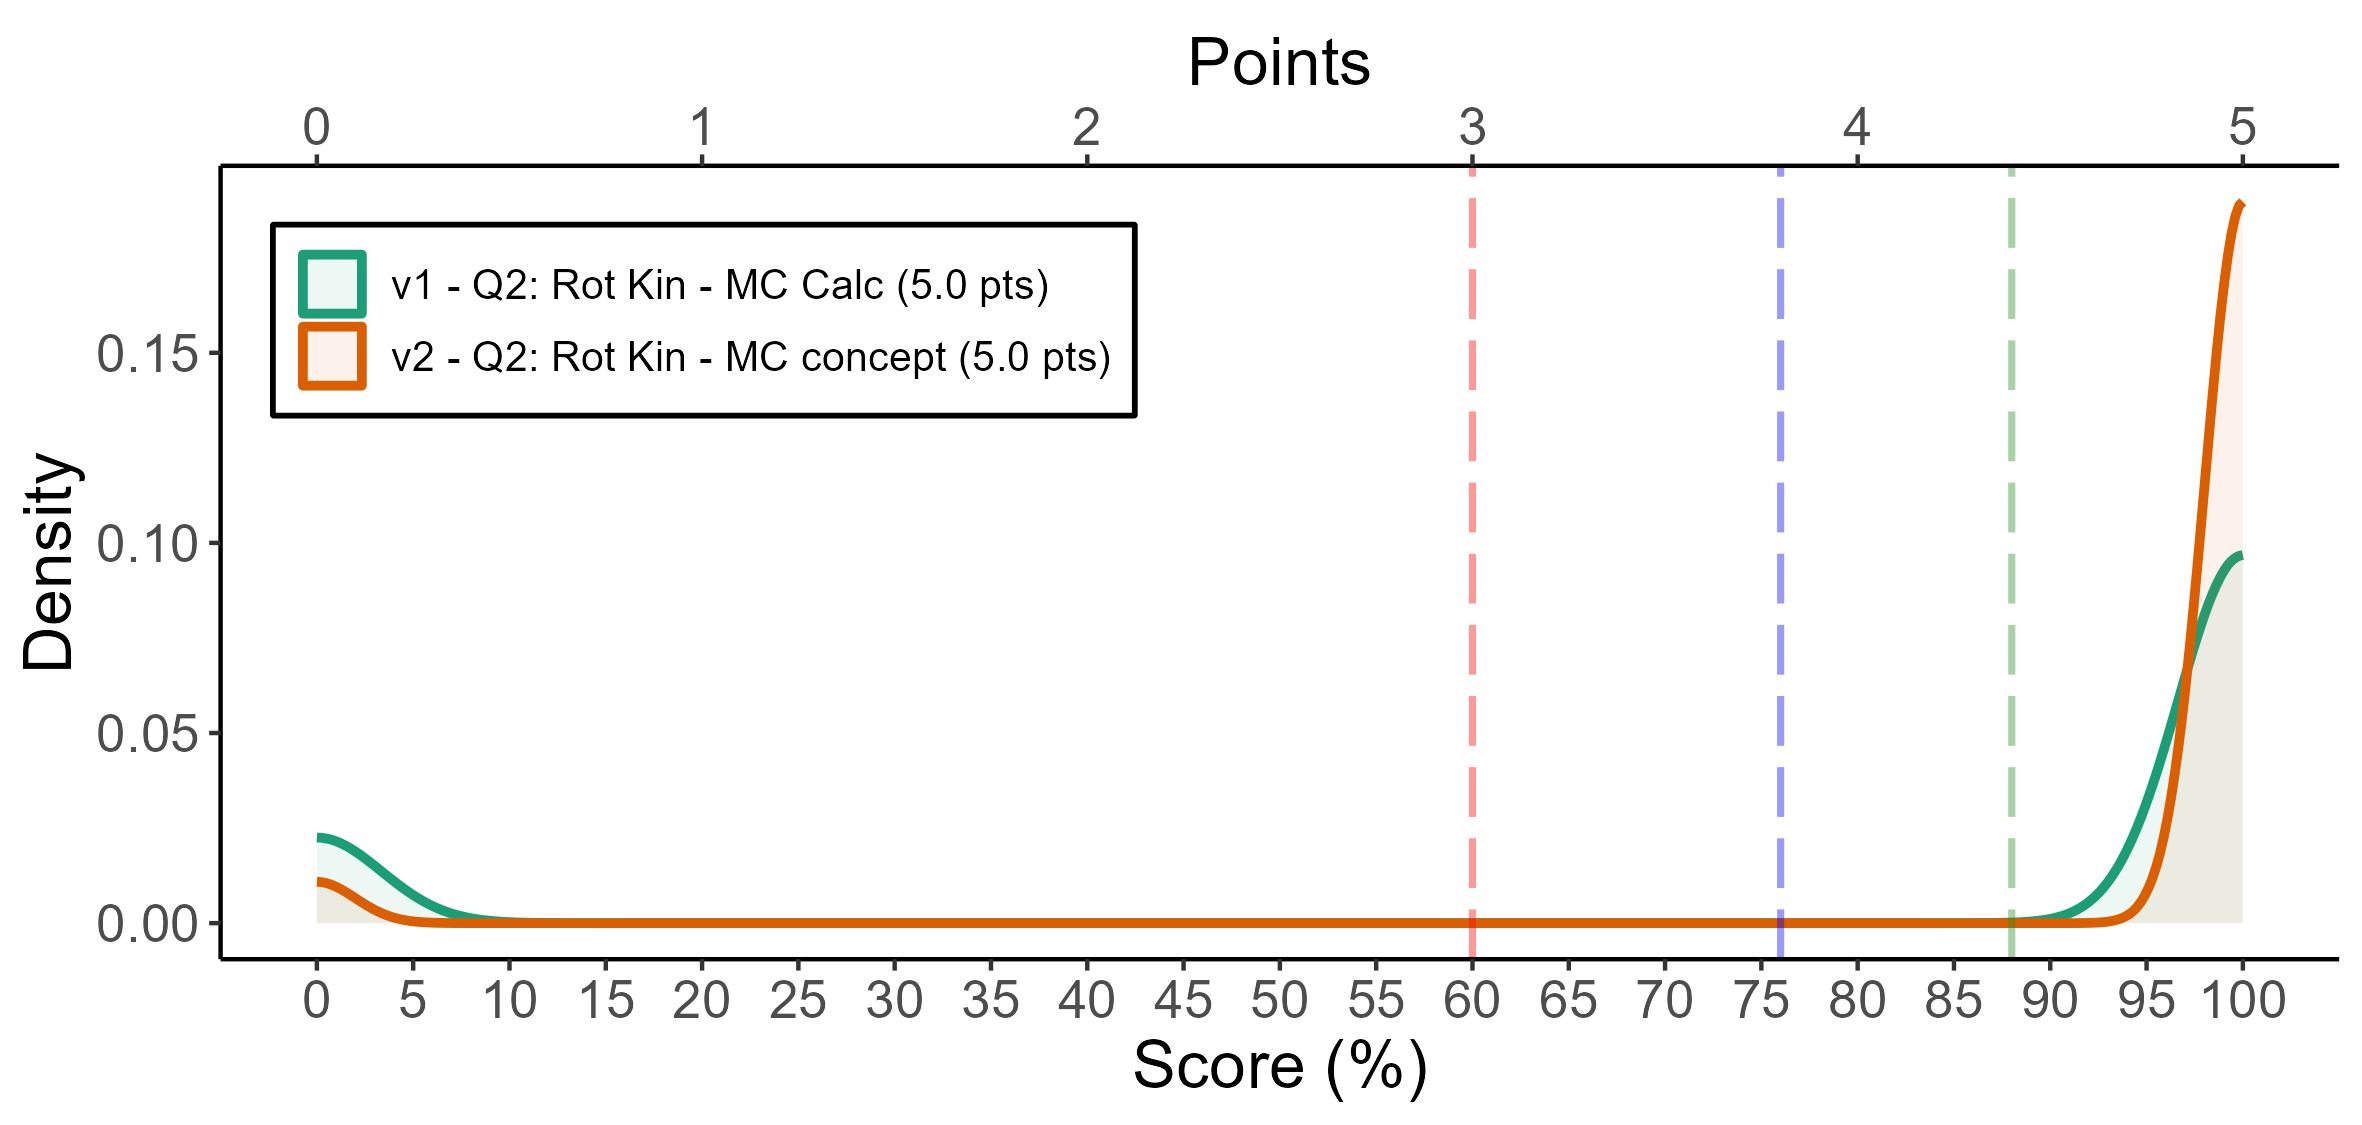 Points
0 1 2 3 4 5
v1 - Q2: Rot Kin - MC Calc (5.0 pts)
v2 - Q2: Rot Kin - MC concept (5.0 pts)
Density
0.15
0.10
0.05
0.00
0 5 10 15 20 25 30 35 40 45 50 55 60 65 70 75 80 85 90 95 100
Score (%)